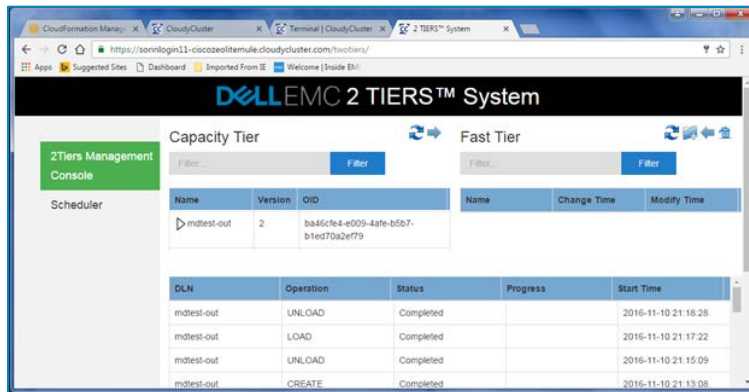 CloudFormation Manag
CloudyCluster
Terminal | CloudyCluster
2 TIERS™ System
https://sorinlogin11-ciscozeolitemule.cloudycluster.com/twotiers/
Apps
Suggested Sites
Dashboard
Imported From IE
Welcome | Inside EM
DELLEMC 2 TIERS™ System
2Tiers Management
Console
Scheduler
Capacity Tier
Filter...
Filter
Name Version OID
mdtest-out 2 ba46cfe4-e009-4afe-b5b7-
b1ed70a2ef79
Fast Tier
Filter...
Filter
Name Change Time Modify Time
DLN Operation Status Progress Start Time
mdtest-out UNLOAD Completed 2016-11-10 21:18:28
mdtest-out LOAD Completed 2016-11-10 21:17:22
mdtest-out UNLOAD Completed 2016-11-10 21:15:09
mdtest-out CREATE Completed 2016-11-10 21:13:08